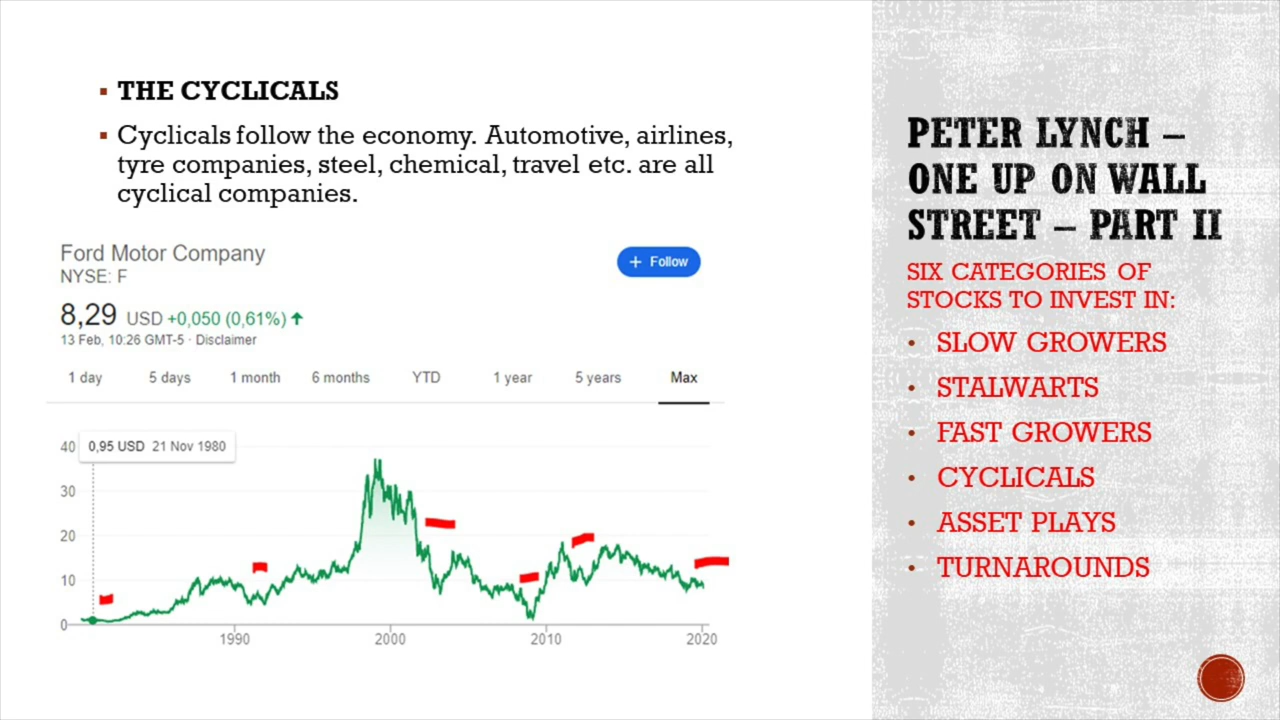 THE CYCLICALS
Cyclicals follow the economy. Automotive, airlines,
tyre companies, steel, chemical, travel etc. are all
cyclical companies.
Ford Motor Company
NYSE: F
+ Follow
8,29 USD +0,050 (0,61%)
13 Feb, 10:26 GMT-5 · Disclaimer
1 day 5 days 1 month 6 months YTD 1 year 5 years Max
0,95 USD 21 Nov 1980
40
30
20
10
0
1990 2000 2010 2020
PETER LYNCH –
ONE UP ON WALL
STREET – PART II
SIX CATEGORIES OF
STOCKS TO INVEST IN:
• SLOW GROWERS
• STALWARTS
• FAST GROWERS
• CYCLICALS
• ASSET PLAYS
• TURNAROUNDS